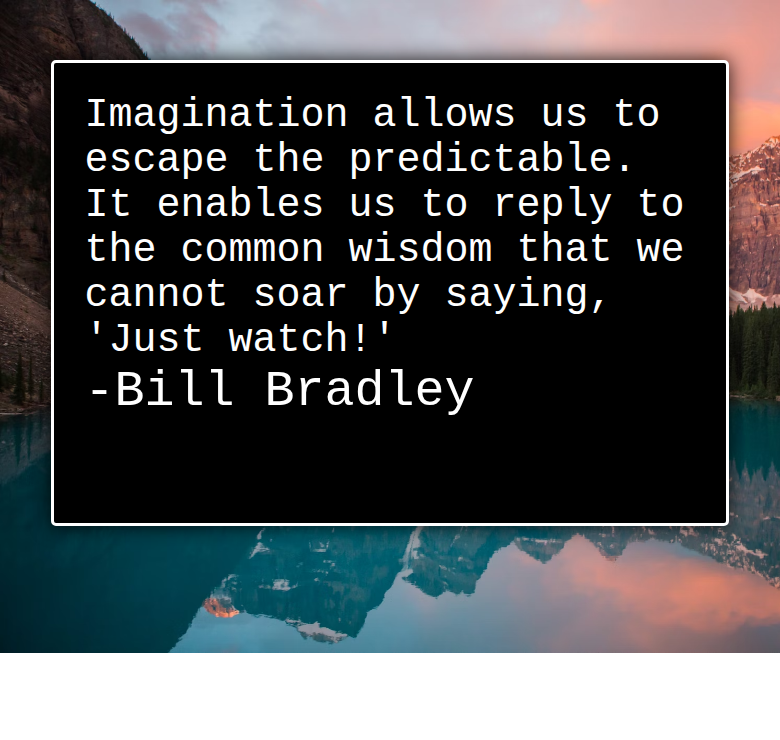 Imagination allows us to
escape the predictable.
It enables us to reply to
the common wisdom that we
cannot soar by saying,
'Just watch!'
-Bill Bradley